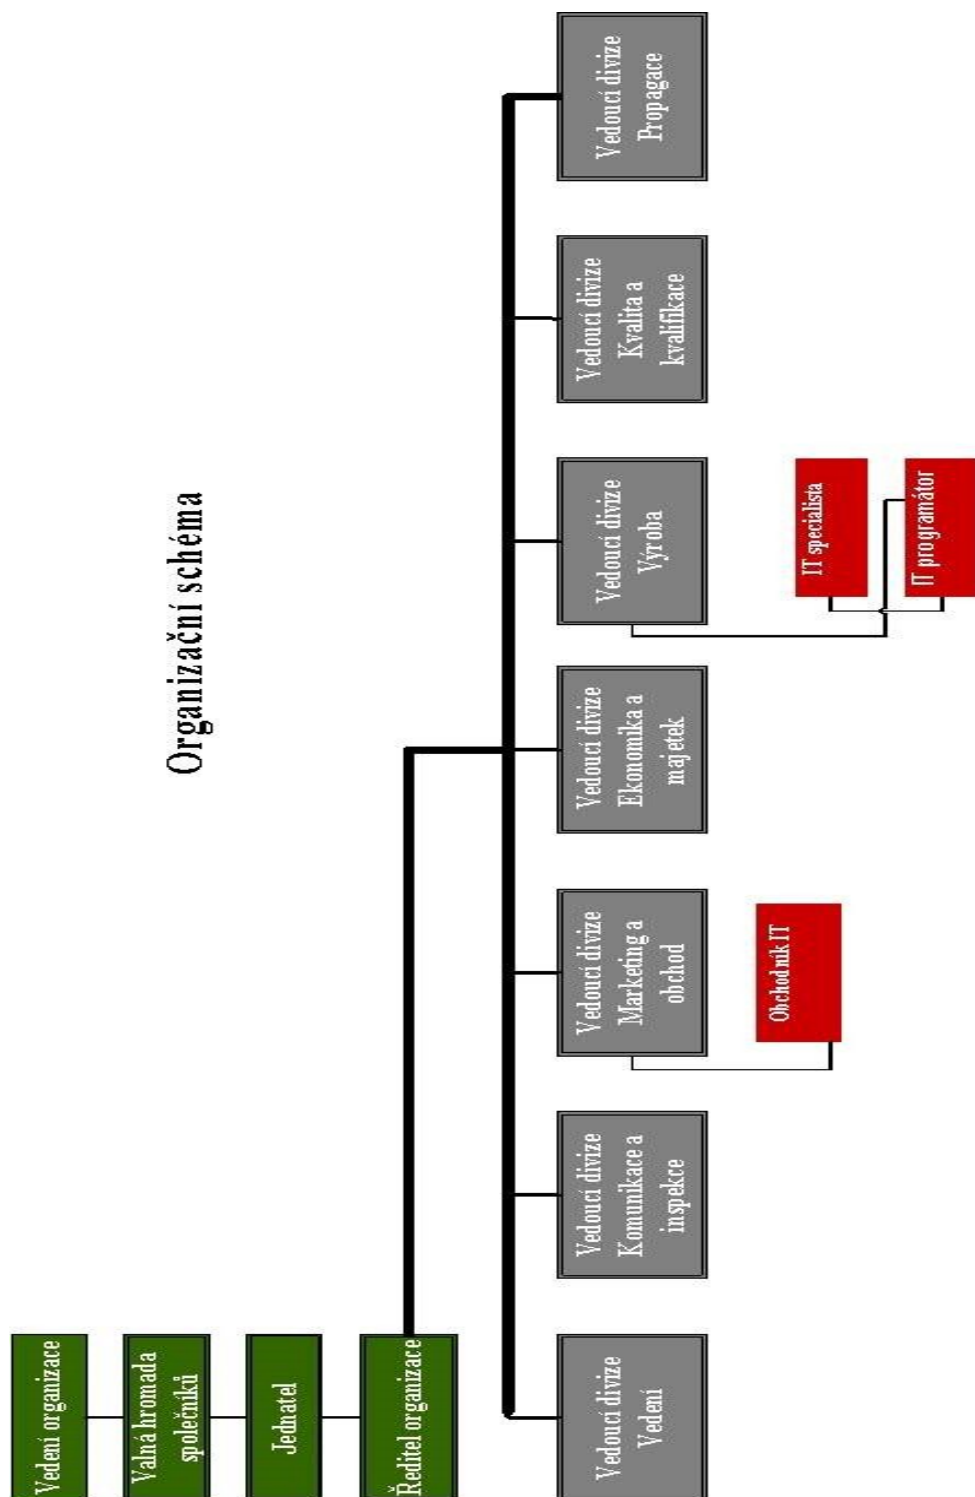 Organizační schéma
Vedení organizace
Valná hromada
společníků
Jednatel
Ředitel organizace
Vedoucí divize
Vedení
Vedoucí divize
Komunikace a
inspekce
Vedoucí divize
Marketing a
obchod
Vedoucí divize
Ekonomika a
majetek
Vedoucí divize
Výroba
Vedoucí divize
Kvalita a
kvalifikace
Vedoucí divize
Propagace
Obchodník IT
IT specialista
IT programátor